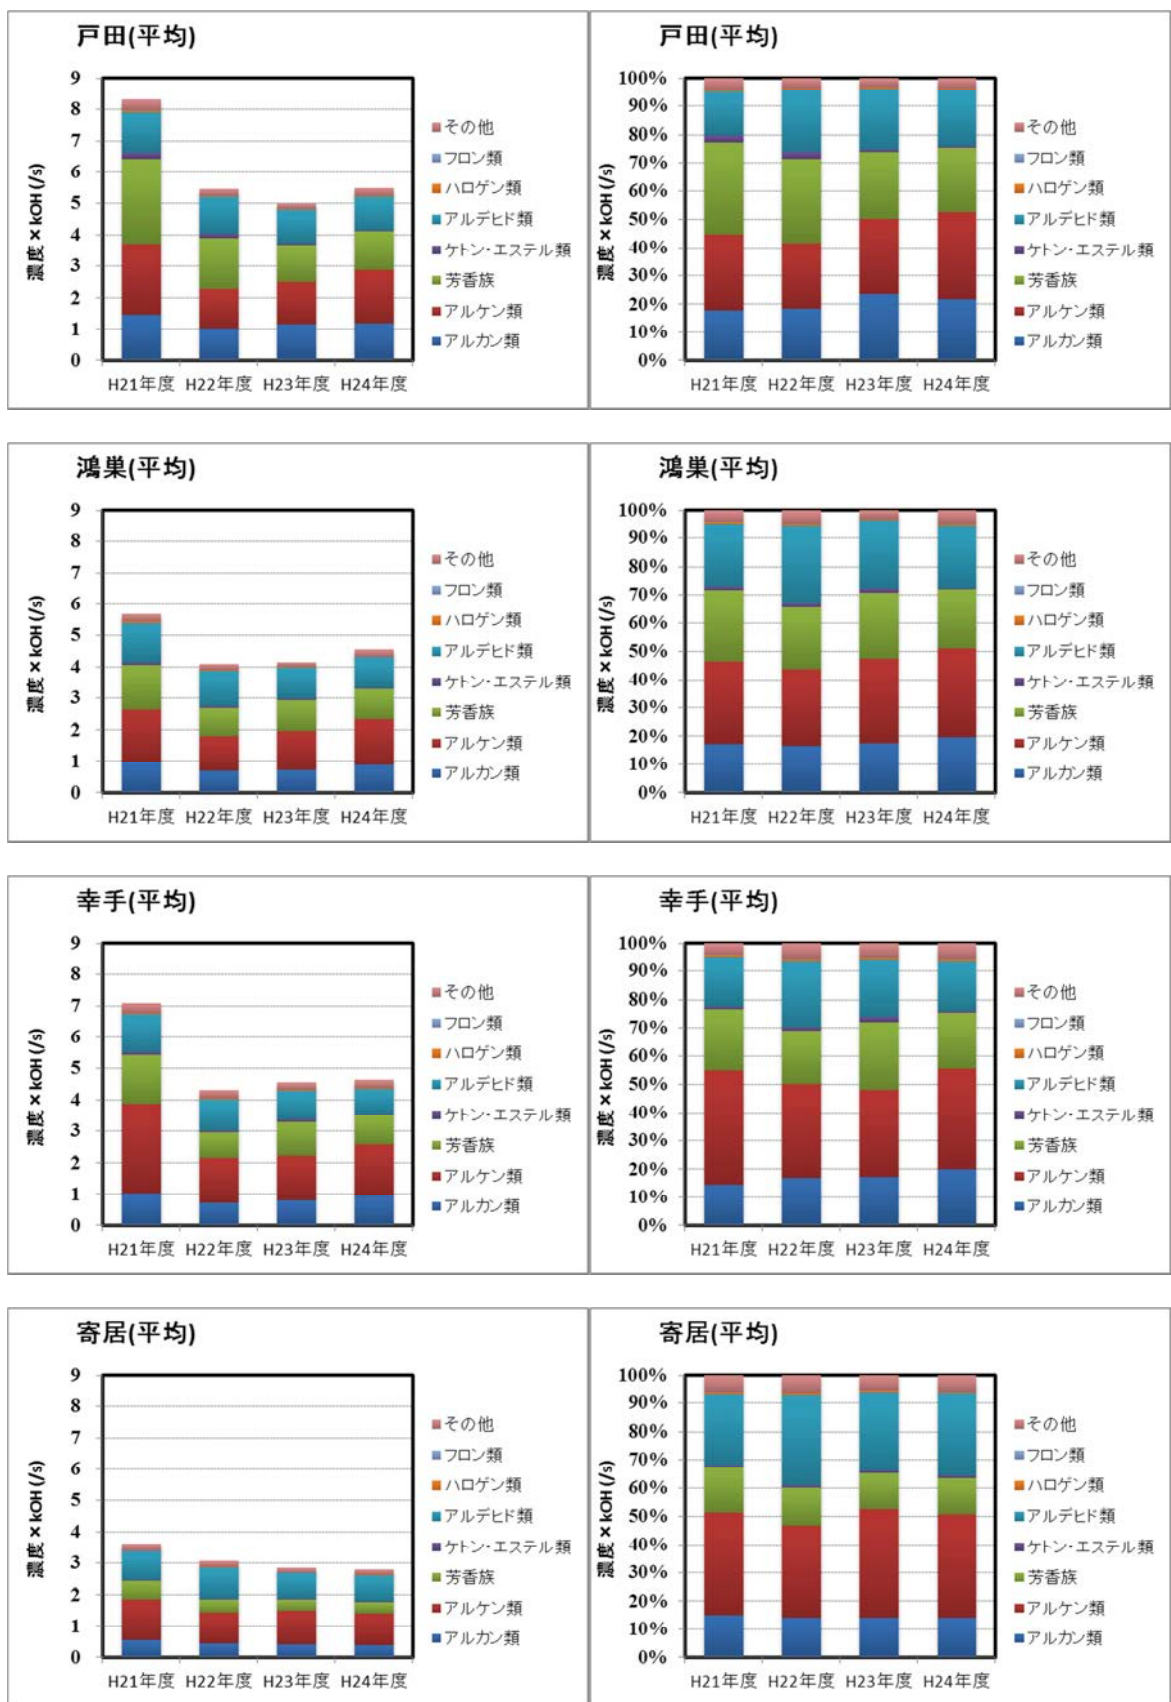 戸田(平均)
濃度×kOH(/s)
9
8
7
6
5
4
3
2
1
0
H21年度 H22年度 H23年度 H24年度
その他
フロン類
ハロゲン類
アルデヒド類
ケトン・エステル類
芳香族
アルケン類
アルカン類
戸田(平均)
濃度×kOH(/s)
100%
90%
80%
70%
60%
50%
40%
30%
20%
10%
0%
H21年度 H22年度 H23年度 H24年度
その他
フロン類
ハロゲン類
アルデヒド類
ケトン・エステル類
芳香族
アルケン類
アルカン類
鴻巣(平均)
濃度×kOH(/s)
9
8
7
6
5
4
3
2
1
0
H21年度 H22年度 H23年度 H24年度
その他
フロン類
ハロゲン類
アルデヒド類
ケトン・エステル類
芳香族
アルケン類
アルカン類
鴻巣(平均)
濃度×kOH(/s)
100%
90%
80%
70%
60%
50%
40%
30%
20%
10%
0%
H21年度 H22年度 H23年度 H24年度
その他
フロン類
ハロゲン類
アルデヒド類
ケトン・エステル類
芳香族
アルケン類
アルカン類
幸手(平均)
濃度×kOH(/s)
9
8
7
6
5
4
3
2
1
0
H21年度 H22年度 H23年度 H24年度
その他
フロン類
ハロゲン類
アルデヒド類
ケトン・エステル類
芳香族
アルケン類
アルカン類
幸手(平均)
濃度×kOH(/s)
100%
90%
80%
70%
60%
50%
40%
30%
20%
10%
0%
H21年度 H22年度 H23年度 H24年度
その他
フロン類
ハロゲン類
アルデヒド類
ケトン・エステル類
芳香族
アルケン類
アルカン類
寄居(平均)
濃度×kOH(/s)
9
8
7
6
5
4
3
2
1
0
H21年度 H22年度 H23年度 H24年度
その他
フロン類
ハロゲン類
アルデヒド類
ケトン・エステル類
芳香族
アルケン類
アルカン類
寄居(平均)
濃度×kOH(/s)
100%
90%
80%
70%
60%
50%
40%
30%
20%
10%
0%
H21年度 H22年度 H23年度 H24年度
その他
フロン類
ハロゲン類
アルデヒド類
ケトン・エステル類
芳香族
アルケン類
アルカン類